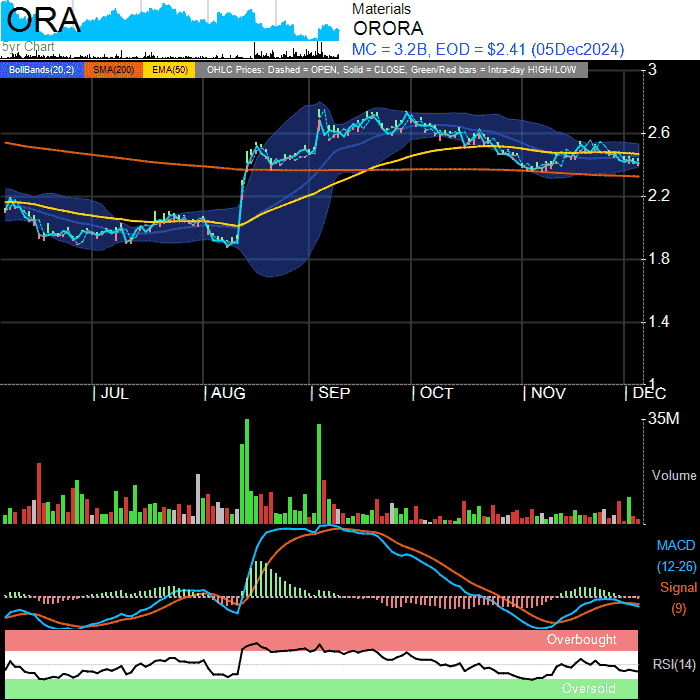 ORA
5yr Chart
Materials
ORORA
MC = 3.2B, EOD = $2.41 (05Dec2024)
BollBands(20,2) SMA(200) EMA(50) OHLC Prices: Dashed = OPEN, Solid = CLOSE, Green/Red bars = Intra-day HIGH/LOW
3
2.6
2.2
1.8
1.4
1
JUL AUG SEP OCT NOV DEC
35M
Volume
MACD
(12-26)
Signal
(9)
Overbought
RSI(14)
Oversold